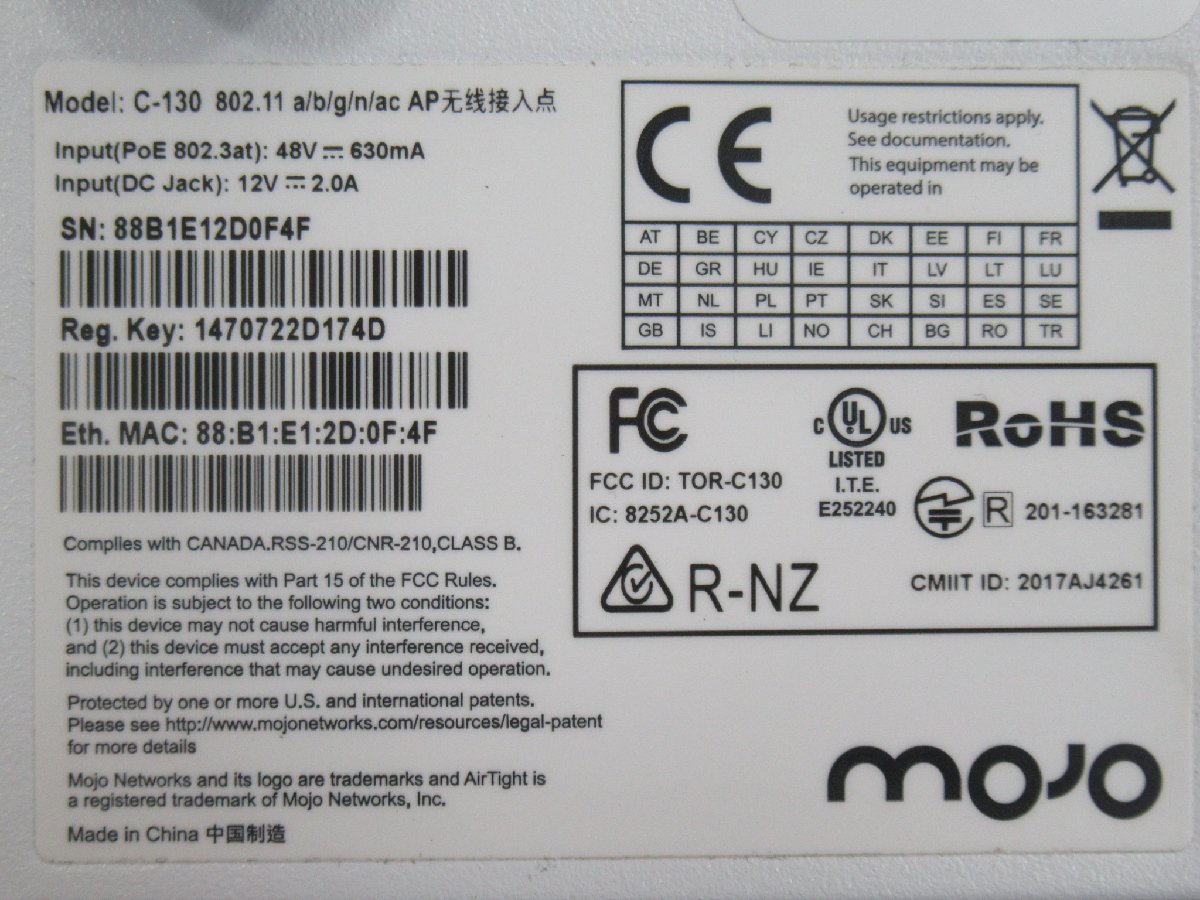 Model: C-130 802.11 a/b/g/n/ac AP无线接入点
Input(PoE 802.3at): 48V ⎓ 630mA
Input(DC Jack): 12V ⎓ 2.0A
SN: 88B1E12D0F4F
Reg. Key: 1470722D174D
Eth. MAC: 88:B1:E1:2D:0F:4F
Complies with CANADA.RSS-210/CNR-210,CLASS B.
This device complies with Part 15 of the FCC Rules.
Operation is subject to the following two conditions:
(1) this device may not cause harmful interference,
and (2) this device must accept any interference received,
including interference that may cause undesired operation.
Protected by one or more U.S. and international patents.
Please see http://www.mojonetworks.com/resources/legal-patent
for more details
Mojo Networks and its logo are trademarks and AirTight is
a registered trademark of Mojo Networks, Inc.
Made in China 中国制造
CE
Usage restrictions apply.
See documentation.
This equipment may be
operated in
AT BE CY CZ DK EE FI FR
DE GR HU IE IT LV LT LU
MT NL PL PT SK SI ES SE
GB IS LI NO CH BG RO TR
FC
C UL US
LISTED
I.T.E.
E252240
RoHS
FCC ID: TOR-C130
IC: 8252A-C130
R 201-163281
R-NZ
CMIIT ID: 2017AJ4261
mojo